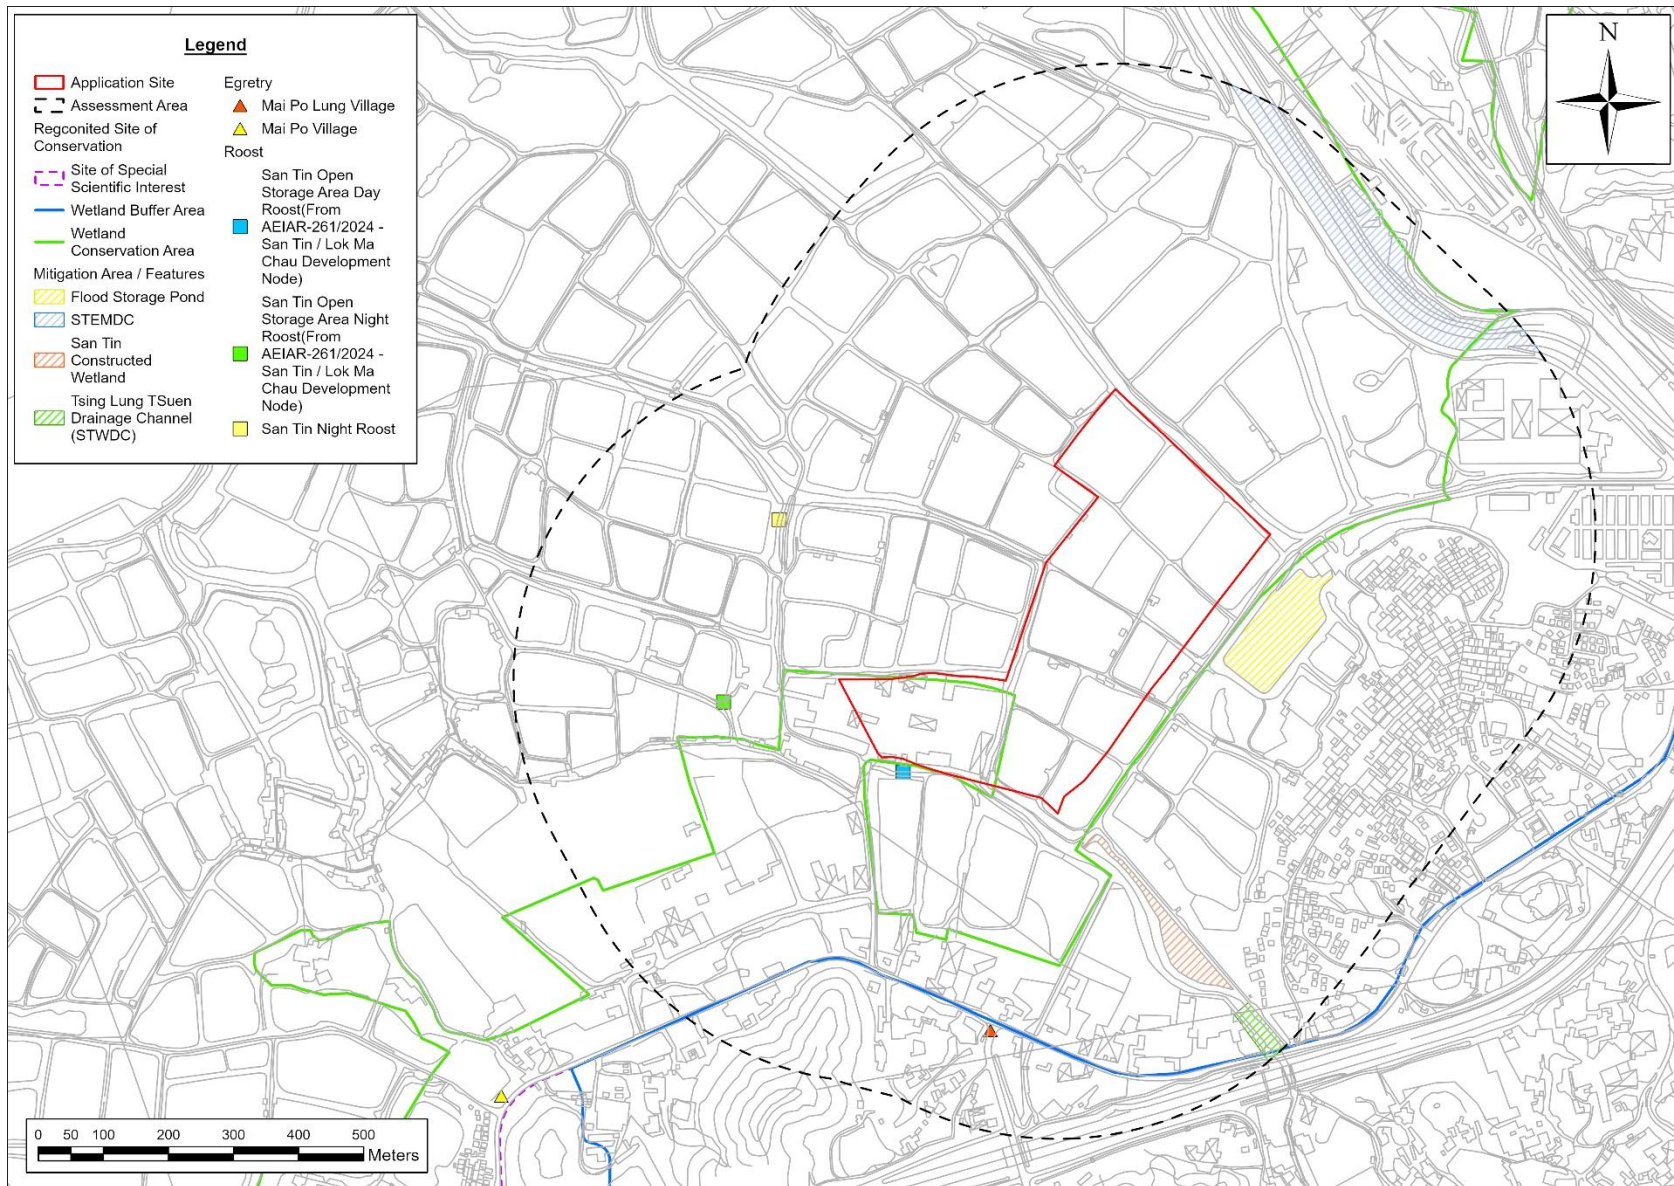 Legend
Application Site
Assessment Area
Regconited Site of
Conservation
Site of Special
Scientific Interest
Wetland Buffer Area
Wetland
Conservation Area
Mitigation Area / Features
Flood Storage Pond
STEMDC
San Tin
Constructed
Wetland
Tsing Lung TSuen
Drainage Channel
(STWDC)
Egretry
Mai Po Lung Village
Mai Po Village
Roost
San Tin Open
Storage Area Day
Roost(From
AEIAR-261/2024 -
San Tin / Lok Ma
Chau Development
Node)
San Tin Open
Storage Area Night
Roost(From
AEIAR-261/2024 -
San Tin / Lok Ma
Chau Development
Node)
San Tin Night Roost
N
0 50 100 200 300 400 500
Meters